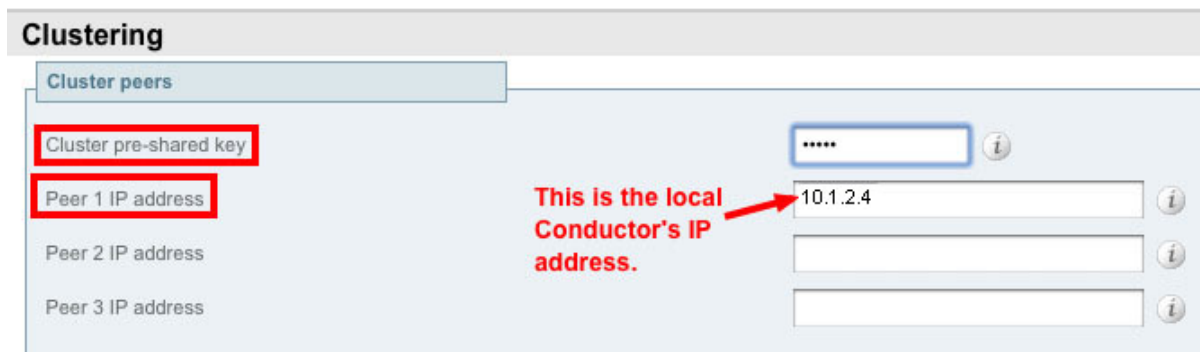 Clustering
Cluster peers
Cluster pre-shared key •••••
Peer 1 IP address 10.1.2.4
This is the local
Conductor's IP
address.
Peer 2 IP address
Peer 3 IP address